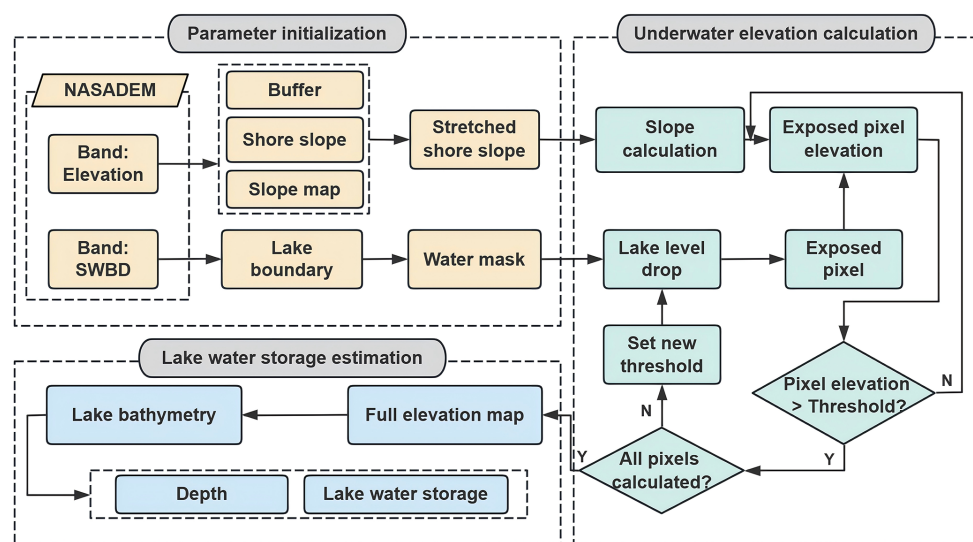 Parameter initialization
NASADEM
Band:
Elevation
Buffer
Shore slope
Slope map
Stretched
shore slope
Band:
SWBD
Lake
boundary
Water mask
Underwater elevation calculation
Slope
calculation
Exposed pixel
elevation
Lake level
drop
Exposed
pixel
Set new
threshold
Pixel elevation
> Threshold?
N
Y
N
All pixels
calculated?
Y
Lake water storage estimation
Lake bathymetry
Full elevation map
Depth
Lake water storage